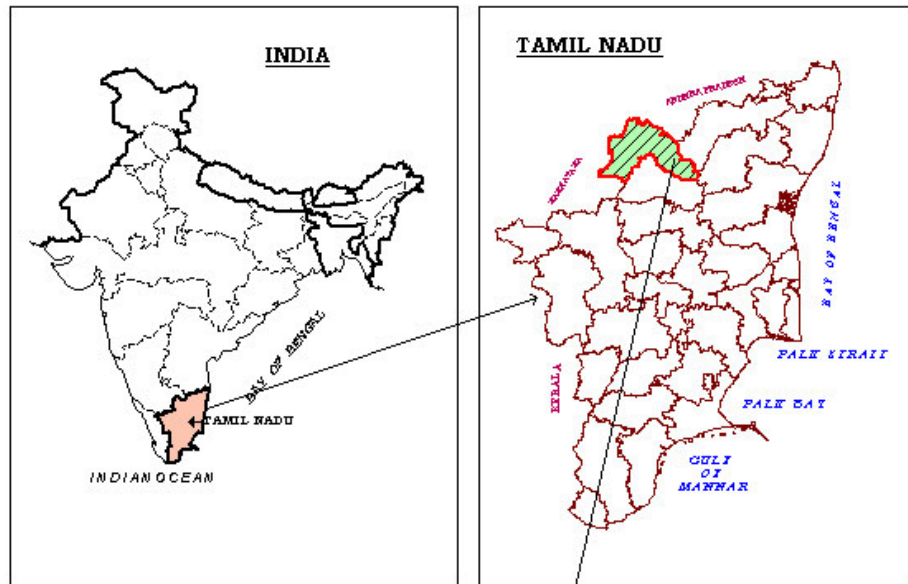 INDIA
BAY OF BENGAL
TAMIL NADU
INDIAN OCEAN
TAMIL NADU
ANDHRA PRADESH
KARNATAKA
BAY OF BENGAL
KERALA
PALK STRAIT
PALK BAY
GULF
OF
MANNAR